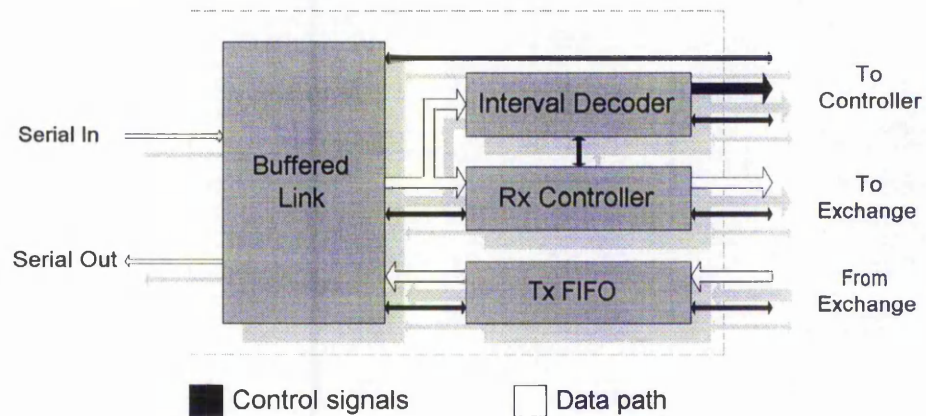 To
Controller
Interval Decoder
Serial In
Buffered
Link
Rx Controller
To
Exchange
Serial Out
Tx FIFO
From
Exchange
Control signals
Data path